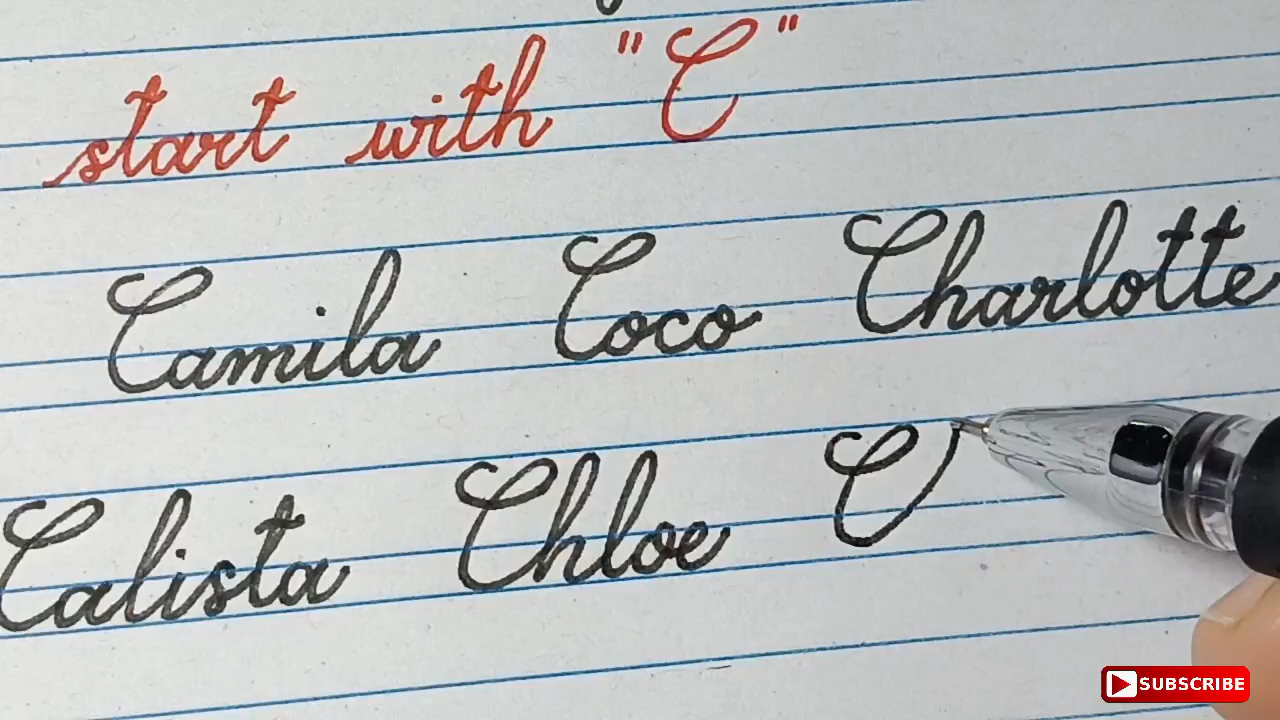 start with "C"
Camila Coco Charlotte
Calista Chloe C
SUBSCRIBE